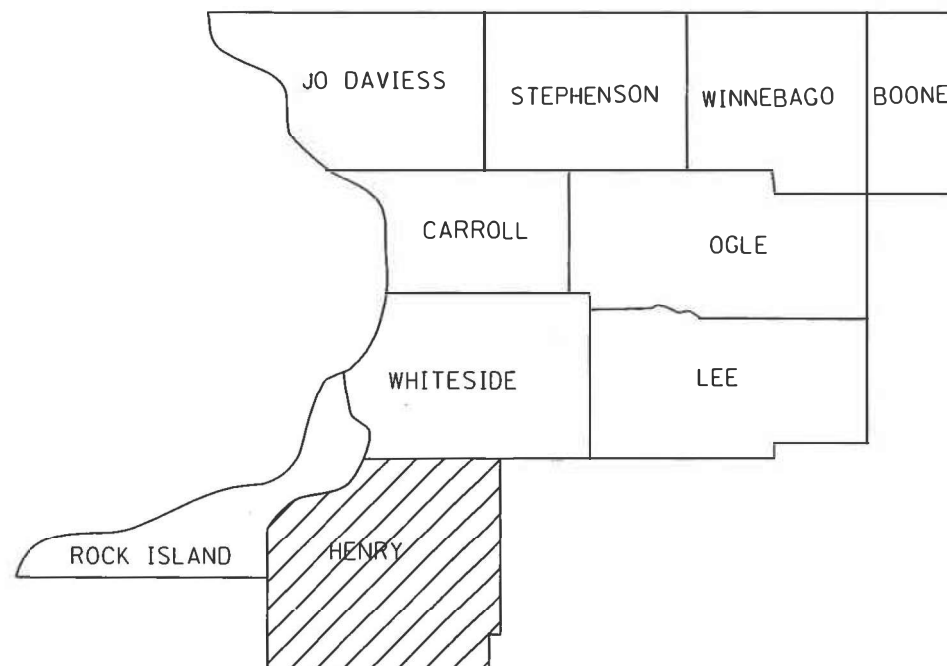 JO DAVIESS
STEPHENSON
WINNEBAGO
BOONE
CARROLL
OGLE
WHITESIDE
LEE
ROCK ISLAND
HENRY